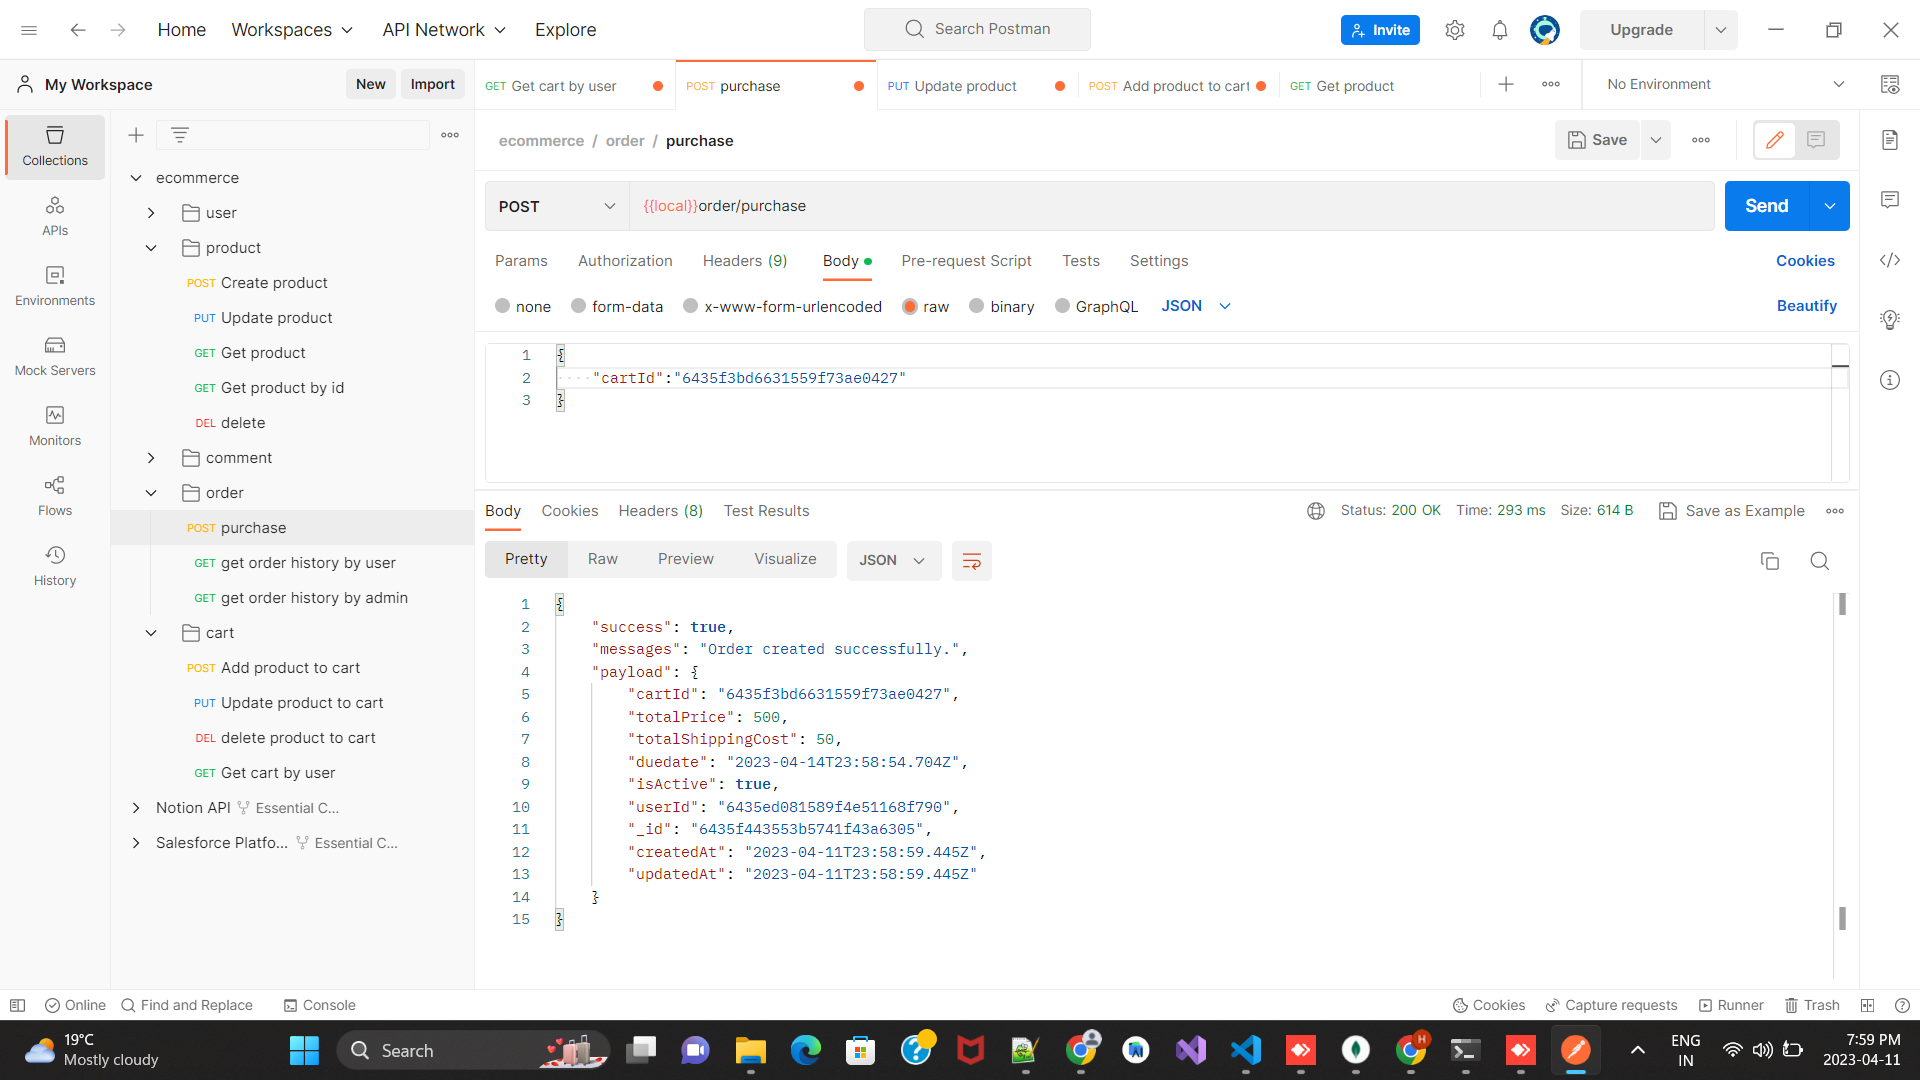 Home Workspaces API Network Explore Search Postman Invite Upgrade
My Workspace New Import
GET Get cart by user POST purchase PUT Update product POST Add product to cart GET Get product No Environment
Collections
APIs
Environments
Mock Servers
Monitors
Flows
History
ecommerce
user
product
POST Create product
PUT Update product
GET Get product
GET Get product by id
DEL delete
comment
order
POST purchase
GET get order history by user
GET get order history by admin
cart
POST Add product to cart
PUT Update product to cart
DEL delete product to cart
GET Get cart by user
Notion API Essential C...
Salesforce Platfo... Essential C...
ecommerce / order / purchase Save
POST {{local}}order/purchase Send
Params Authorization Headers (9) Body Pre-request Script Tests Settings Cookies
none form-data x-www-form-urlencoded raw binary GraphQL JSON Beautify
1 {
2 "cartId":"6435f3bd6631559f73ae0427"
3 }
Body Cookies Headers (8) Test Results Status: 200 OK Time: 293 ms Size: 614 B Save as Example
Pretty Raw Preview Visualize JSON
1 {
2 "success": true,
3 "messages": "Order created successfully.",
4 "payload": {
5 "cartId": "6435f3bd6631559f73ae0427",
6 "totalPrice": 500,
7 "totalShippingCost": 50,
8 "duedate": "2023-04-14T23:58:54.704Z",
9 "isActive": true,
10 "userId": "6435ed081589f4e51168f790",
11 "_id": "6435f443553b5741f43a6305",
12 "createdAt": "2023-04-11T23:58:59.445Z",
13 "updatedAt": "2023-04-11T23:58:59.445Z"
14 }
15 }
Online Find and Replace Console Cookies Capture requests Runner Trash
19°C
Mostly cloudy
Search
H
ENG
IN
7:59 PM
2023-04-11